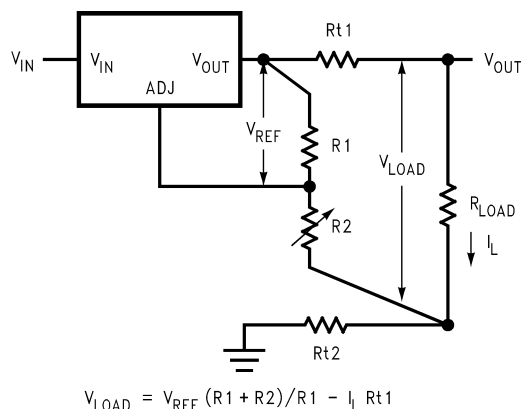 Rt1
V_IN
V_IN
V_OUT
V_OUT
ADJ
V_REF
R1
V_LOAD
R2
R_LOAD
I_L
Rt2
V_LOAD = V_REF (R1 + R2)/R1 − I_L Rt1